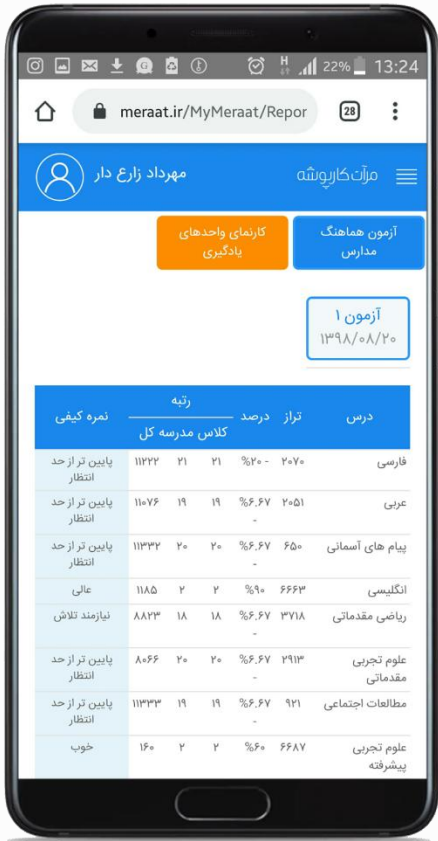 22% 13:24
meraat.ir/MyMeraat/Repor 28
مرآت کارپوشه
مهرداد زارع دار
آزمون هماهنگ
مدارس
کارنمای واحدهای
یادگیری
آزمون ۱
۱۳۹۸/۰۸/۲۰
درس تراز درصد رتبه نمره کیفی
کلاس مدرسه کل
فارسی ۲۰۷۰ %۲۰ - ۲۱ ۲۱ ۱۱۲۲۲ پایین تر از حد
انتظار
عربی ۲۰۵۱ %۶.۶۷ ۱۹ ۱۹ ۱۱۰۷۶ پایین تر از حد
- انتظار
پیام های آسمانی ۶۵۰ %۶.۶۷ ۲۰ ۲۰ ۱۱۳۳۲ پایین تر از حد
- انتظار
انگلیسی ۶۶۶۳ %۹۰ ۲ ۲ ۱۱۸۵ عالی
ریاضی مقدماتی ۳۷۱۸ %۶.۶۷ ۱۸ ۱۸ ۸۸۲۳ نیازمند تلاش
-
علوم تجربی ۲۹۱۳ %۶.۶۷ ۲۰ ۲۰ ۸۰۶۶ پایین تر از حد
مقدماتی - انتظار
مطالعات اجتماعی ۹۲۱ %۶.۶۷ ۱۹ ۱۹ ۱۱۳۳۳ پایین تر از حد
- انتظار
علوم تجربی ۶۶۸۷ %۶۰ ۲ ۲ ۱۶۰ خوب
پیشرفته